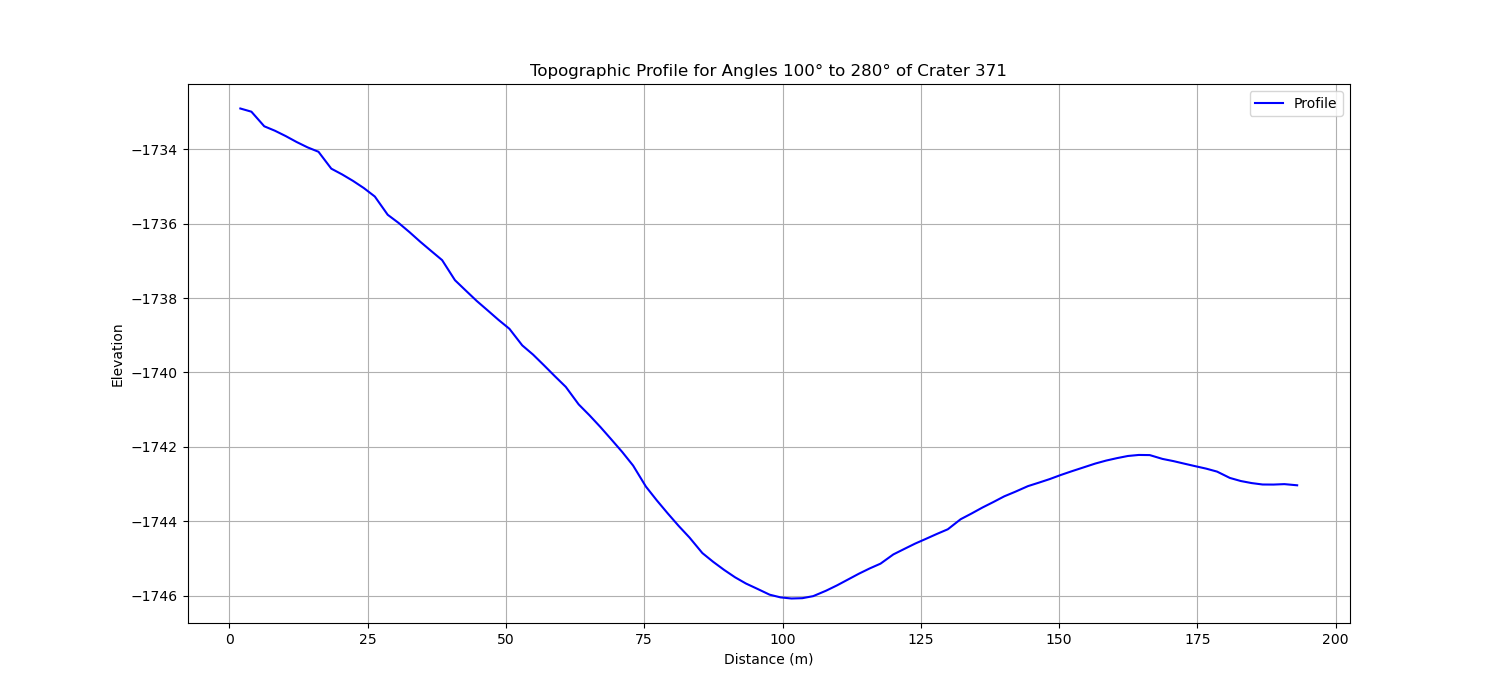 Topographic Profile for Angles 100° to 280° of Crater 371
Profile
−1734
−1736
−1738
−1740
−1742
−1744
−1746
Elevation
0 25 50 75 100 125 150 175 200
Distance (m)